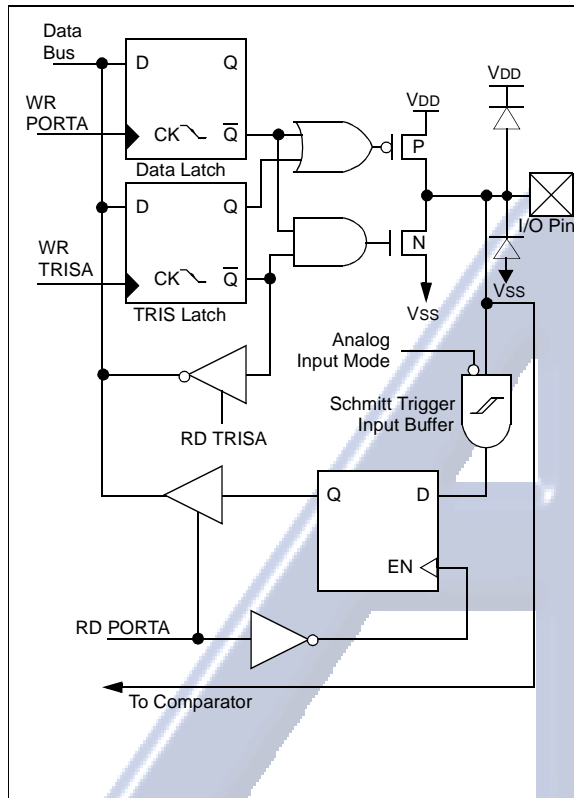 Data
Bus
D
Q
VDD
VDD
WR
PORTA
CK
Q
P
Data Latch
D
Q
I/O Pin
WR
TRISA
CK
Q
N
TRIS Latch
VSS
VSS
Analog
Input Mode
Schmitt Trigger
Input Buffer
RD TRISA
Q
D
EN
RD PORTA
To Comparator